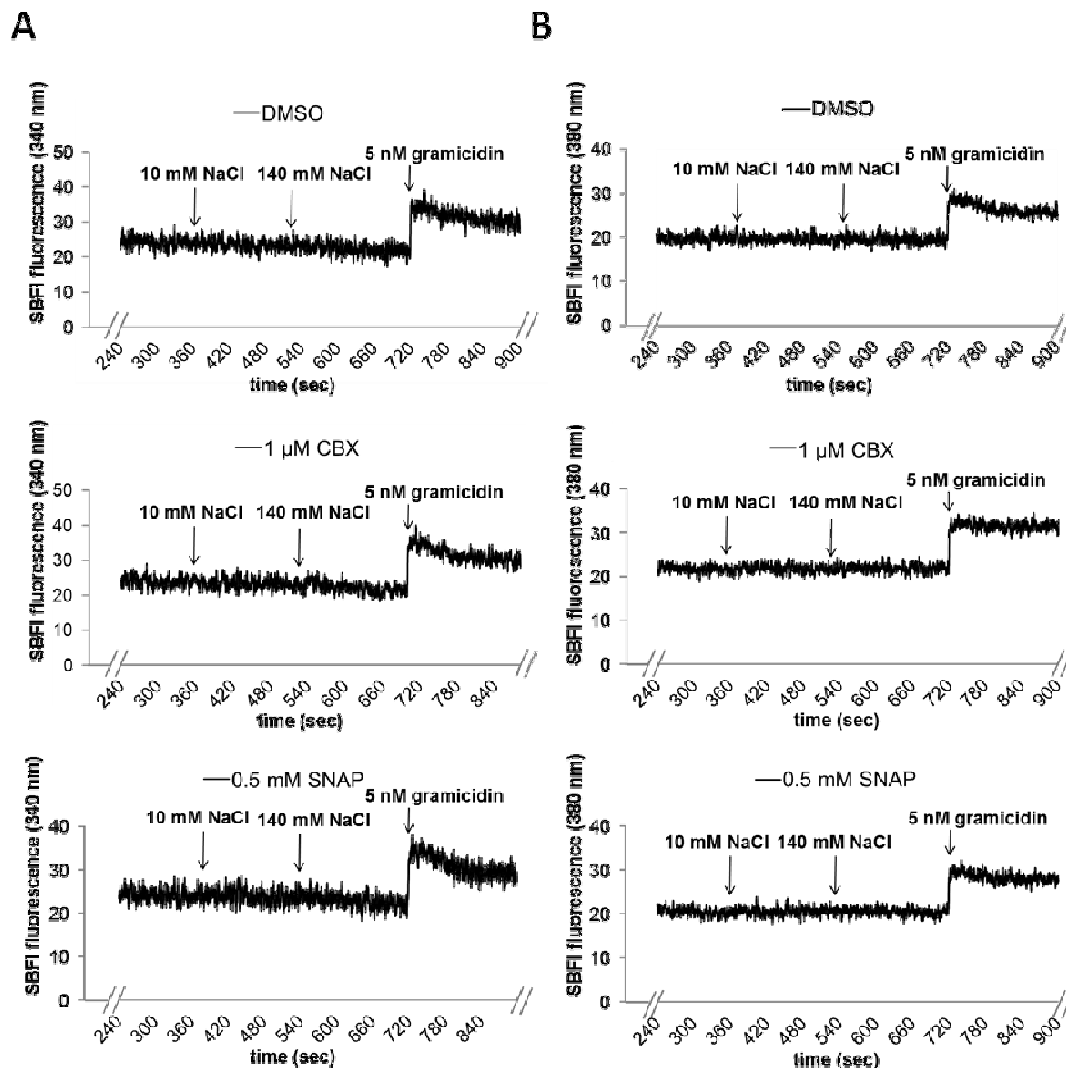 A
B
DMSO
SBFI fluorescence (340 nm)
50
40
30
20
10
0
10 mM NaCl
140 mM NaCl
5 nM gramicidin
240 300 360 420 480 540 600 660 720 780 840 900
time (sec)
DMSO
SBFI fluorescence (380 nm)
40
30
20
10
0
10 mM NaCl
140 mM NaCl
5 nM gramicidin
240 300 360 420 480 540 600 660 720 780 840 900
time (sec)
1 µM CBX
SBFI fluorescence (340 nm)
50
40
30
20
10
0
10 mM NaCl
140 mM NaCl
5 nM gramicidin
240 300 360 420 480 540 600 660 720 780 840
time (sec)
1 µM CBX
SBFI fluorescence (380 nm)
40
30
20
10
0
10 mM NaCl
140 mM NaCl
5 nM gramicidin
240 300 360 420 480 540 600 660 720 780 840 900
time (sec)
0.5 mM SNAP
SBFI fluorescence (340 nm)
40
30
20
10
0
10 mM NaCl
140 mM NaCl
5 nM gramicidin
240 300 360 420 480 540 600 660 720 780 840
time (sec)
0.5 mM SNAP
SBFI fluorescence (380 nm)
40
30
20
10
0
10 mM NaCl
140 mM NaCl
5 nM gramicidin
240 300 360 420 480 540 600 660 720 780 840 900
time (sec)